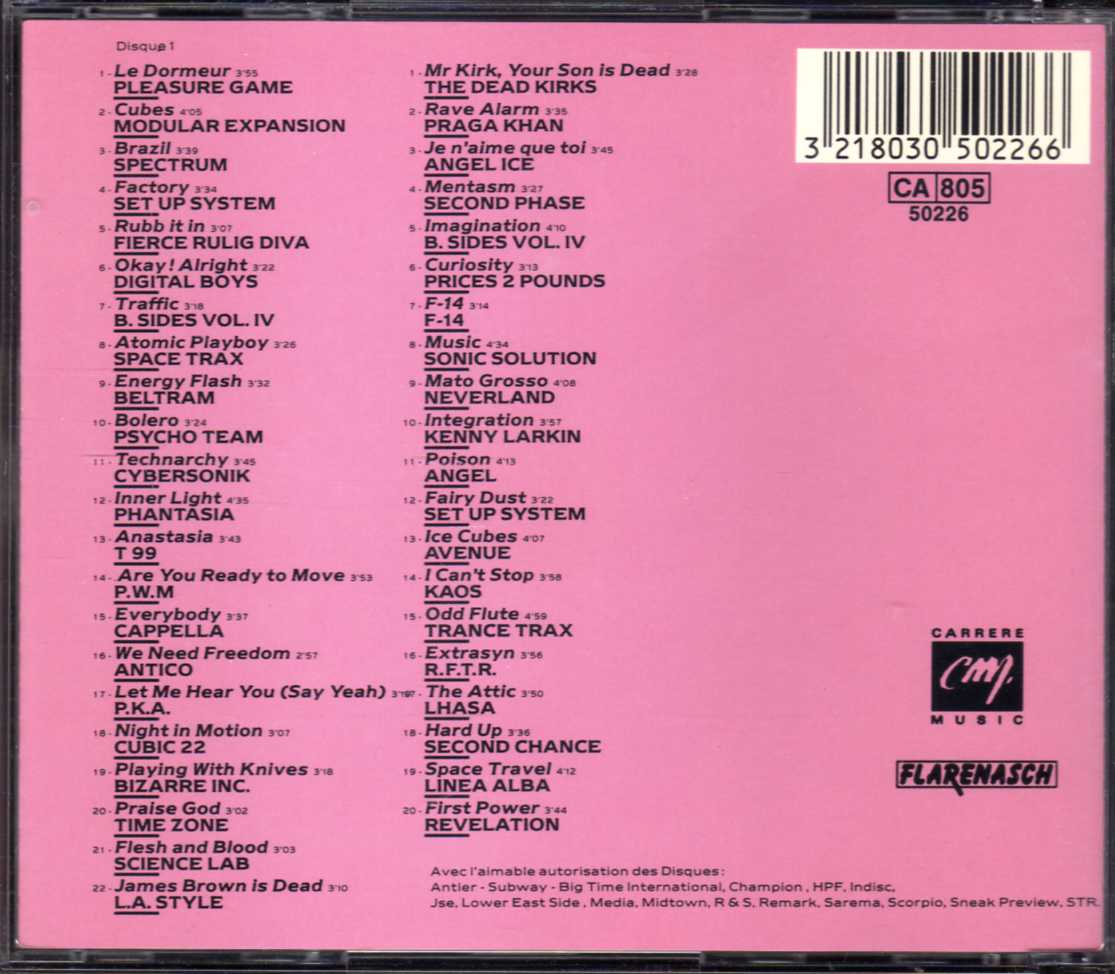 Disque 1
1 - Le Dormeur 3'55
PLEASURE GAME
2 - Cubes 4'05
MODULAR EXPANSION
3 - Brazil 3'39
SPECTRUM
4 - Factory 3'34
SET UP SYSTEM
5 - Rubb it in 3'07
FIERCE RULIG DIVA
6 - Okay! Alright 3'22
DIGITAL BOYS
7 - Traffic 3'18
B. SIDES VOL. IV
8 - Atomic Playboy 3'26
SPACE TRAX
9 - Energy Flash 3'32
BELTRAM
10 - Bolero 3'24
PSYCHO TEAM
11 - Technarchy 3'45
CYBERSONIK
12 - Inner Light 4'35
PHANTASIA
13 - Anastasia 3'43
T 99
14 - Are You Ready to Move 3'53
P.W.M
15 - Everybody 3'37
CAPPELLA
16 - We Need Freedom 2'57
ANTICO
17 - Let Me Hear You (Say Yeah)
P.K.A.
18 - Night in Motion 3'07
CUBIC 22
19 - Playing With Knives 3'18
BIZARRE INC.
20 - Praise God 3'02
TIME ZONE
21 - Flesh and Blood 3'03
SCIENCE LAB
22 - James Brown is Dead 3'10
L.A. STYLE
1 - Mr Kirk, Your Son is Dead 3'28
THE DEAD KIRKS
2 - Rave Alarm 3'35
PRAGA KHAN
3 - Je n'aime que toi 3'45
ANGEL ICE
4 - Mentasm 3'27
SECOND PHASE
5 - Imagination 4'10
B. SIDES VOL. IV
6 - Curiosity 3'13
PRICES 2 POUNDS
7 - F-14 3'14
F-14
8 - Music 4'34
SONIC SOLUTION
9 - Mato Grosso 4'08
NEVERLAND
10 - Integration 3'57
KENNY LARKIN
11 - Poison 4'13
ANGEL
12 - Fairy Dust 3'22
SET UP SYSTEM
13 - Ice Cubes 4'07
AVENUE
14 - I Can't Stop 3'58
KAOS
15 - Odd Flute 4'59
TRANCE TRAX
16 - Extrasyn 3'56
R.F.T.R.
The Attic 3'50
LHASA
18 - Hard Up 3'36
SECOND CHANCE
19 - Space Travel 4'12
LINEA ALBA
20 - First Power 3'44
REVELATION
Avec l'aimable autorisation des Disques :
Antler - Subway - Big Time International, Champion , HPF, Indisc,
Jse, Lower East Side , Media, Midtown, R & S, Remark, Sarema, Scorpio, Sneak Preview, STR.
3 218030 502266
CA 805
50226
CARRERE
CM.
MUSIC
FLARENASCH